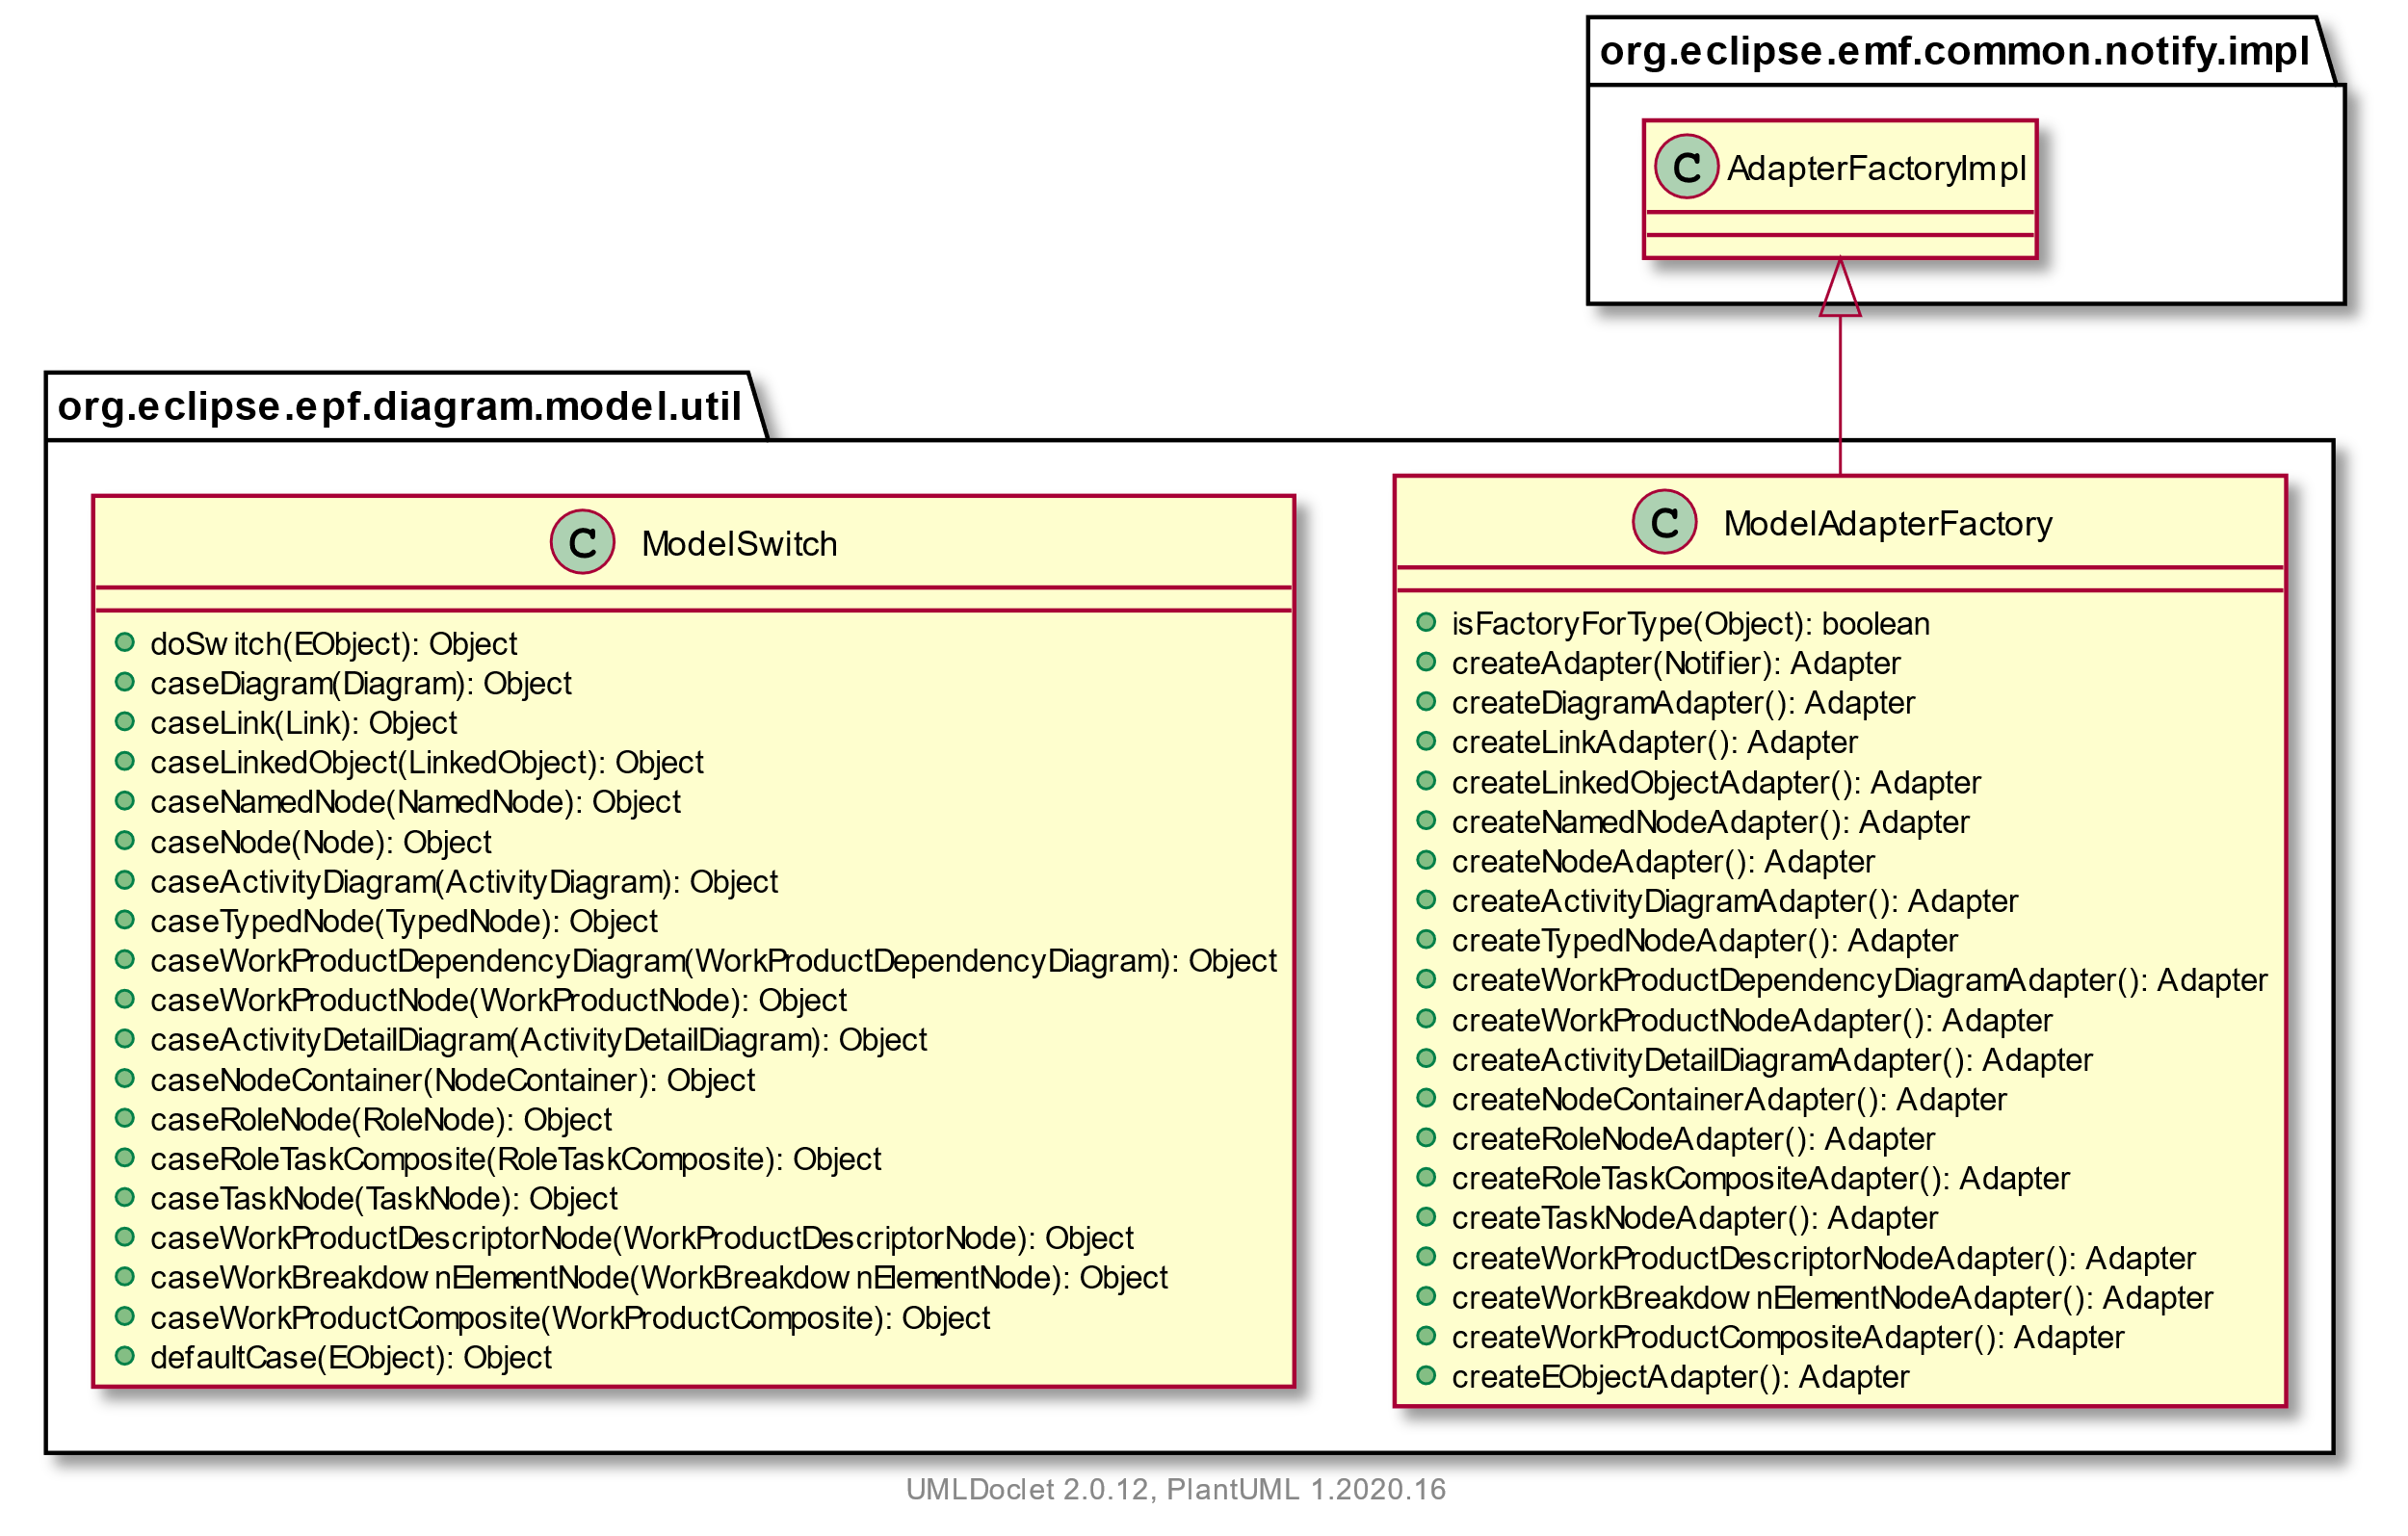 org.eclipse.emf.common.notify.impl
C AdapterFactoryImpl
org.eclipse.epf.diagram.model.util
C ModelSwitch
doSwitch(EObject): Object
caseDiagram(Diagram): Object
caseLink(Link): Object
caseLinkedObject(LinkedObject): Object
caseNamedNode(NamedNode): Object
caseNode(Node): Object
caseActivityDiagram(ActivityDiagram): Object
caseTypedNode(TypedNode): Object
caseWorkProductDependencyDiagram(WorkProductDependencyDiagram): Object
caseWorkProductNode(WorkProductNode): Object
caseActivityDetailDiagram(ActivityDetailDiagram): Object
caseNodeContainer(NodeContainer): Object
caseRoleNode(RoleNode): Object
caseRoleTaskComposite(RoleTaskComposite): Object
caseTaskNode(TaskNode): Object
caseWorkProductDescriptorNode(WorkProductDescriptorNode): Object
caseWorkBreakdownElementNode(WorkBreakdownElementNode): Object
caseWorkProductComposite(WorkProductComposite): Object
defaultCase(EObject): Object
C ModelAdapterFactory
isFactoryForType(Object): boolean
createAdapter(Notifier): Adapter
createDiagramAdapter(): Adapter
createLinkAdapter(): Adapter
createLinkedObjectAdapter(): Adapter
createNamedNodeAdapter(): Adapter
createNodeAdapter(): Adapter
createActivityDiagramAdapter(): Adapter
createTypedNodeAdapter(): Adapter
createWorkProductDependencyDiagramAdapter(): Adapter
createWorkProductNodeAdapter(): Adapter
createActivityDetailDiagramAdapter(): Adapter
createNodeContainerAdapter(): Adapter
createRoleNodeAdapter(): Adapter
createRoleTaskCompositeAdapter(): Adapter
createTaskNodeAdapter(): Adapter
createWorkProductDescriptorNodeAdapter(): Adapter
createWorkBreakdownElementNodeAdapter(): Adapter
createWorkProductCompositeAdapter(): Adapter
createEObjectAdapter(): Adapter
UMLDoclet 2.0.12, PlantUML 1.2020.16